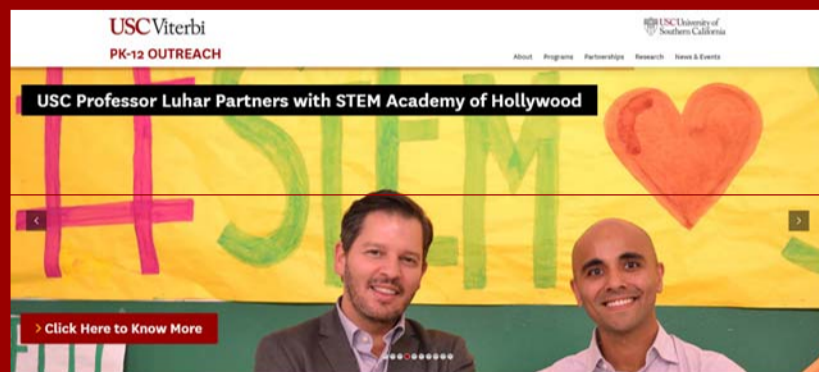 USC Viterbi
PK-12 OUTREACH
USC University of
Southern California
About Programs Partnerships Research News & Events
USC Professor Luhar Partners with STEM Academy of Hollywood
#STEM
> Click Here to Know More